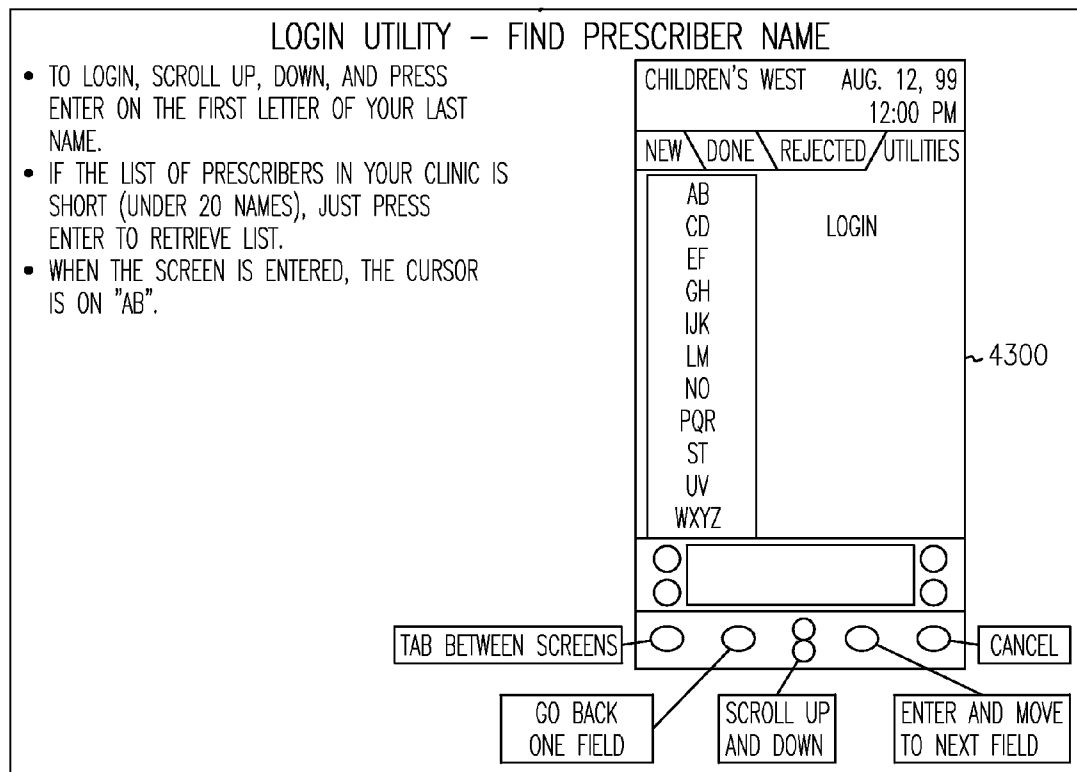 LOGIN UTILITY – FIND PRESCRIBER NAME
• TO LOGIN, SCROLL UP, DOWN, AND PRESS
ENTER ON THE FIRST LETTER OF YOUR LAST
NAME.
• IF THE LIST OF PRESCRIBERS IN YOUR CLINIC IS
SHORT (UNDER 20 NAMES), JUST PRESS
ENTER TO RETRIEVE LIST.
• WHEN THE SCREEN IS ENTERED, THE CURSOR
IS ON "AB".
CHILDREN'S WEST AUG. 12, 99
12:00 PM
NEW DONE REJECTED UTILITIES
AB
CD LOGIN
EF
GH
IJK
LM
4300
NO
PQR
ST
UV
WXYZ
TAB BETWEEN SCREENS
CANCEL
GO BACK
ONE FIELD
SCROLL UP
AND DOWN
ENTER AND MOVE
TO NEXT FIELD